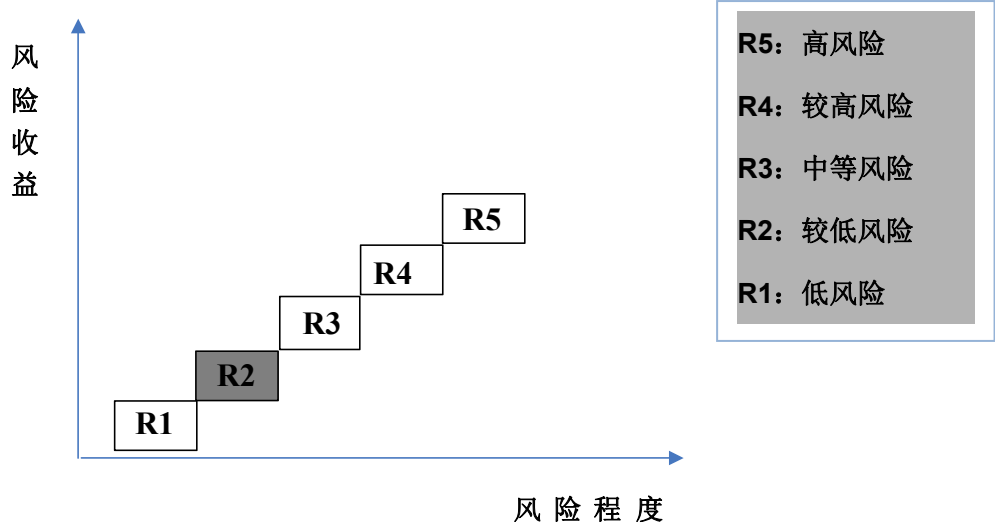 风险收益
R5
R4
R3
R2
R1
风险程度
R5：高风险
R4：较高风险
R3：中等风险
R2：较低风险
R1：低风险